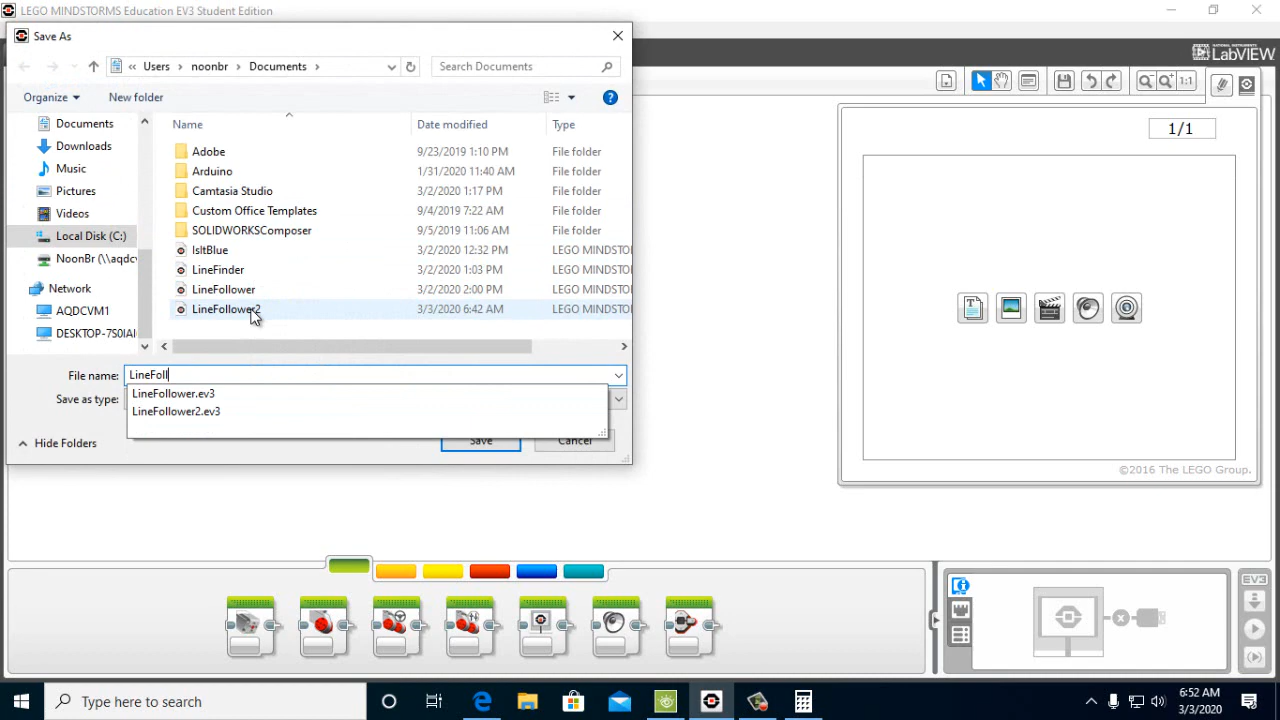 LEGO MINDSTORMS Education EV3 Student Edition
Save As
NATIONAL INSTRUMENTS
LabVIEW
Users
noonbr
Documents
Search Documents
Organize
New folder
1:1
Name
Date modified
Type
1/1
Documents
Downloads
Music
Pictures
Videos
Local Disk (C:)
NoonBr (\\aqdcv
Network
AQDCVM1
DESKTOP-7S0IAI
Adobe 9/23/2019 1:10 PM File folder
Arduino 1/31/2020 11:40 AM File folder
Camtasia Studio 3/2/2020 1:17 PM File folder
Custom Office Templates 9/4/2019 7:22 AM File folder
SOLIDWORKSComposer 9/5/2019 11:06 AM File folder
IsItBlue 3/2/2020 12:32 PM LEGO MINDSTO
LineFinder 3/2/2020 1:03 PM LEGO MINDSTO
LineFollower 3/2/2020 2:00 PM LEGO MINDSTO
LineFollower2 3/3/2020 6:42 AM LEGO MINDSTO
File name: LineFoll
LineFollower.ev3
LineFollower2.ev3
Save as type:
Hide Folders
Save
Cancel
©2016 The LEGO Group.
EV3
Type here to search
6:52 AM
3/3/2020